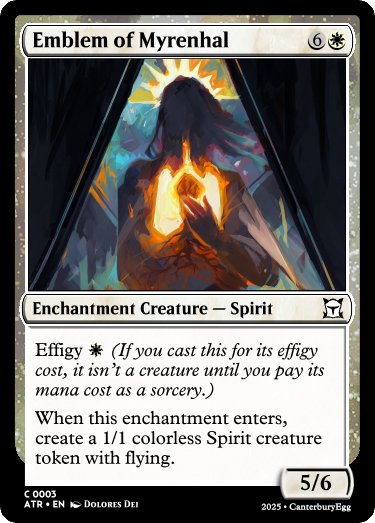 Emblem of Myrenhal 6
Enchantment Creature — Spirit
Effigy (If you cast this for its effigy
cost, it isn't a creature until you pay its
mana cost as a sorcery.)
When this enchantment enters,
create a 1/1 colorless Spirit creature
token with flying.
5/6
C 0003
ATR • EN Dolores Dei
2025 • CanterburyEgg